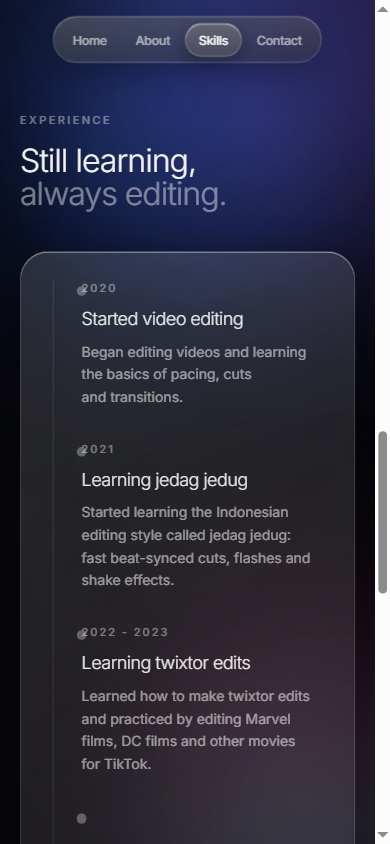 Home About Skills Contact
EXPERIENCE
Still learning,
always editing.
2020
Started video editing
Began editing videos and learning
the basics of pacing, cuts
and transitions.
2021
Learning jedag jedug
Started learning the Indonesian
editing style called jedag jedug:
fast beat-synced cuts, flashes and
shake effects.
2022 - 2023
Learning twixtor edits
Learned how to make twixtor edits
and practiced by editing Marvel
films, DC films and other movies
for TikTok.